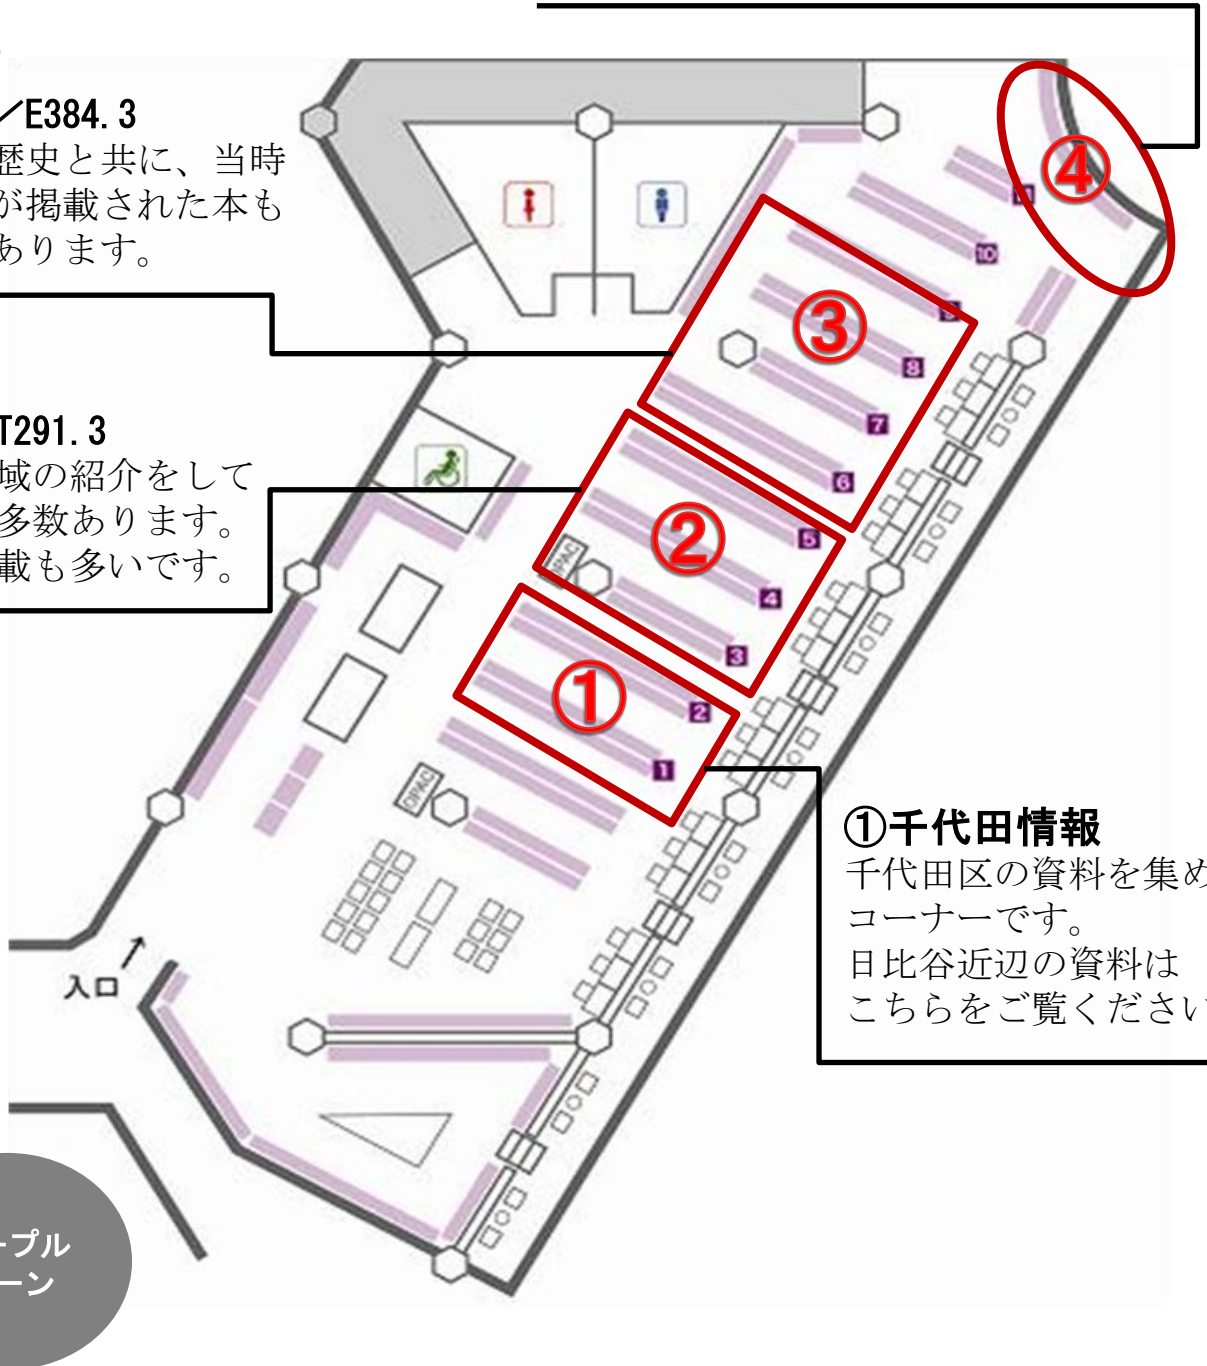 ／E384.3
歴史と共に、当時
が掲載された本も
あります。
T291.3
域の紹介をして
多数あります。
載も多いです。
④
10
9
③
8
7
6
②
5
OPAC
4
3
①
2
1
OPAC
①千代田情報
千代田区の資料を集め
コーナーです。
日比谷近辺の資料は
こちらをご覧ください
入口
ープル
ーン